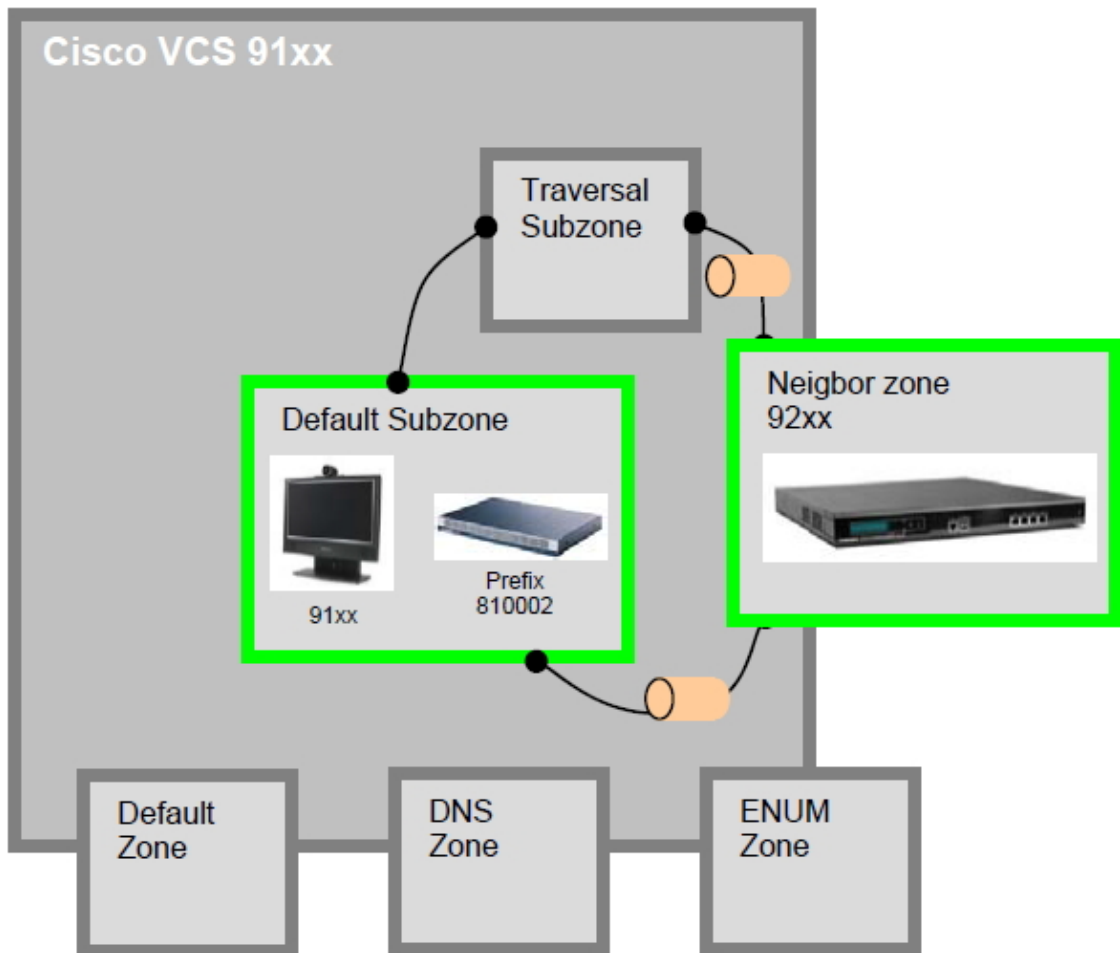 Cisco VCS 91xx
Traversal
Subzone
Neigbor zone
92xx
Default Subzone
91xx
Prefix
810002
Default
Zone
DNS
Zone
ENUM
Zone